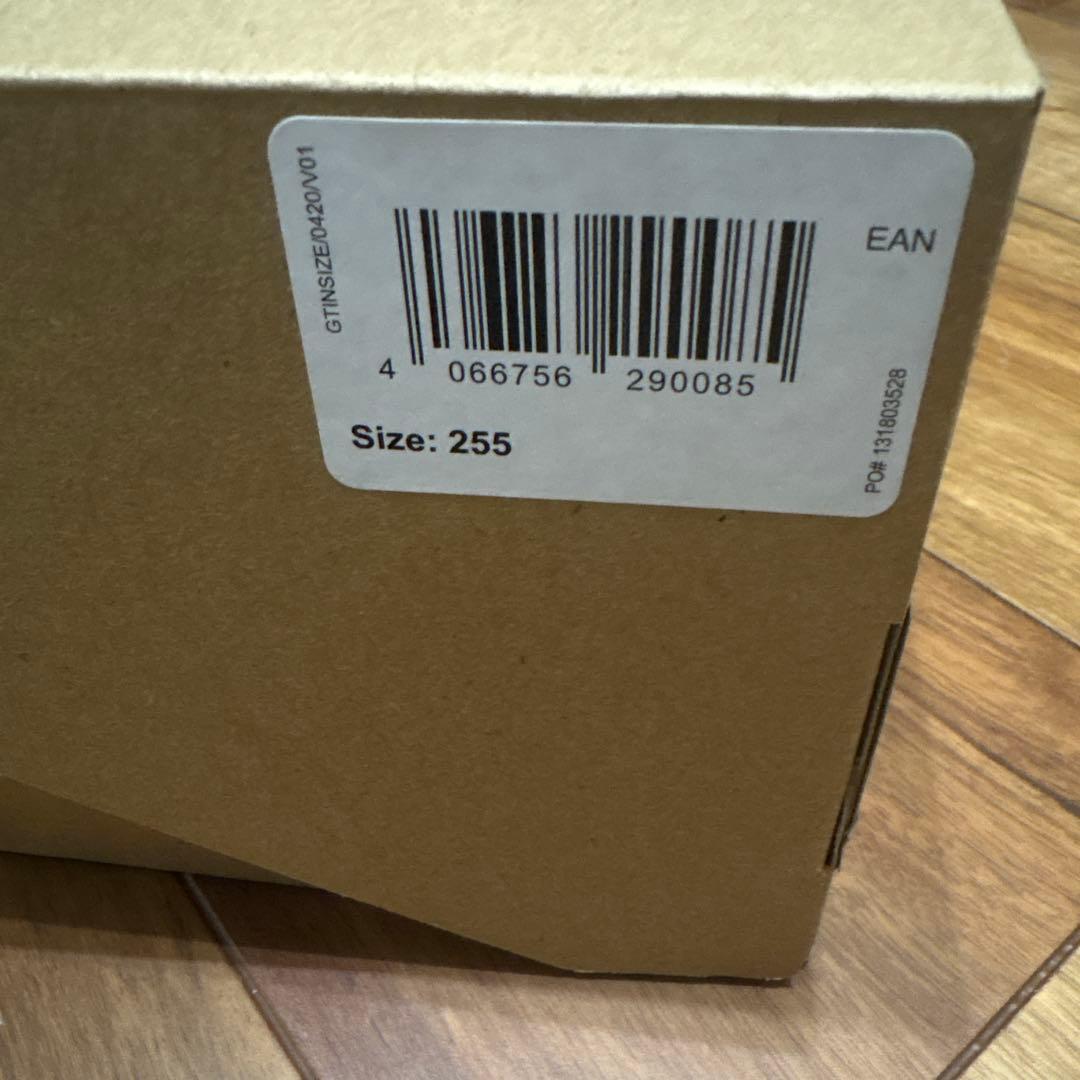 GTINSIZE/0420/V01
EAN
4 066756 290085
Size: 255
PO# 131803528